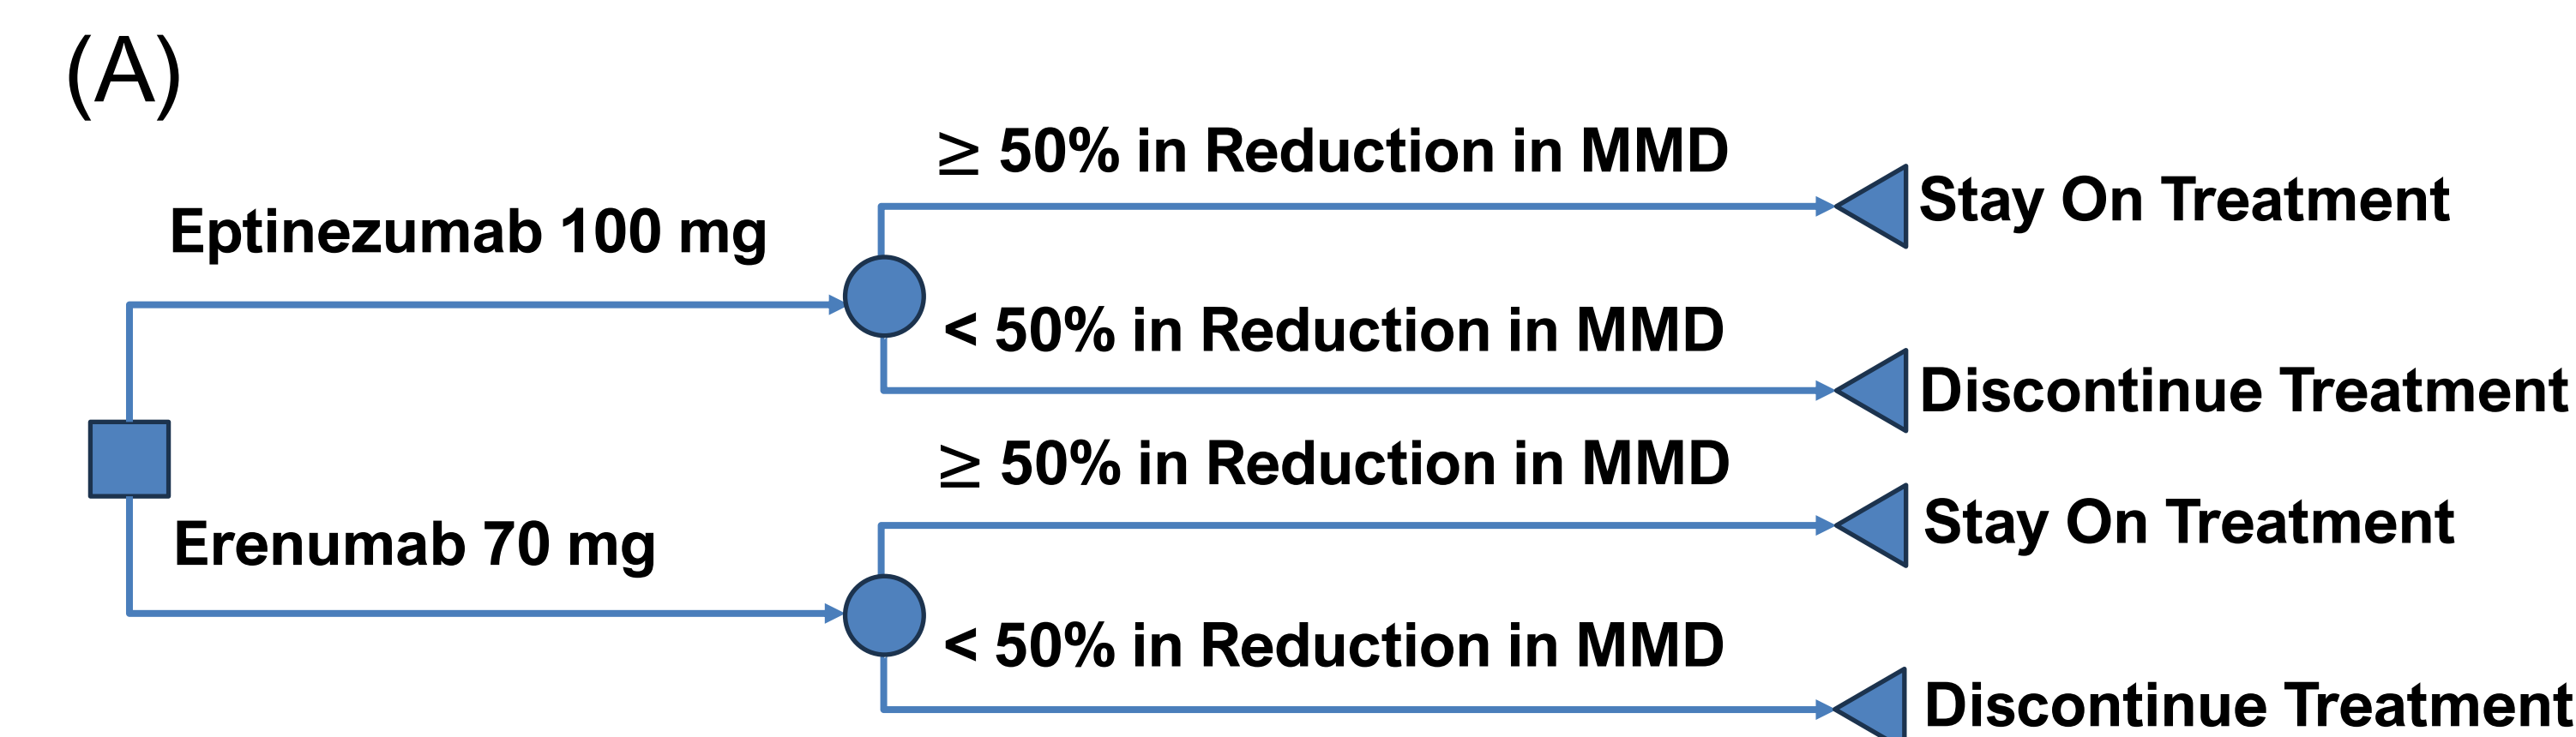 (A)
≥ 50% in Reduction in MMD
Stay On Treatment
Eptinezumab 100 mg
< 50% in Reduction in MMD
Discontinue Treatment
≥ 50% in Reduction in MMD
Stay On Treatment
Erenumab 70 mg
< 50% in Reduction in MMD
Discontinue Treatment